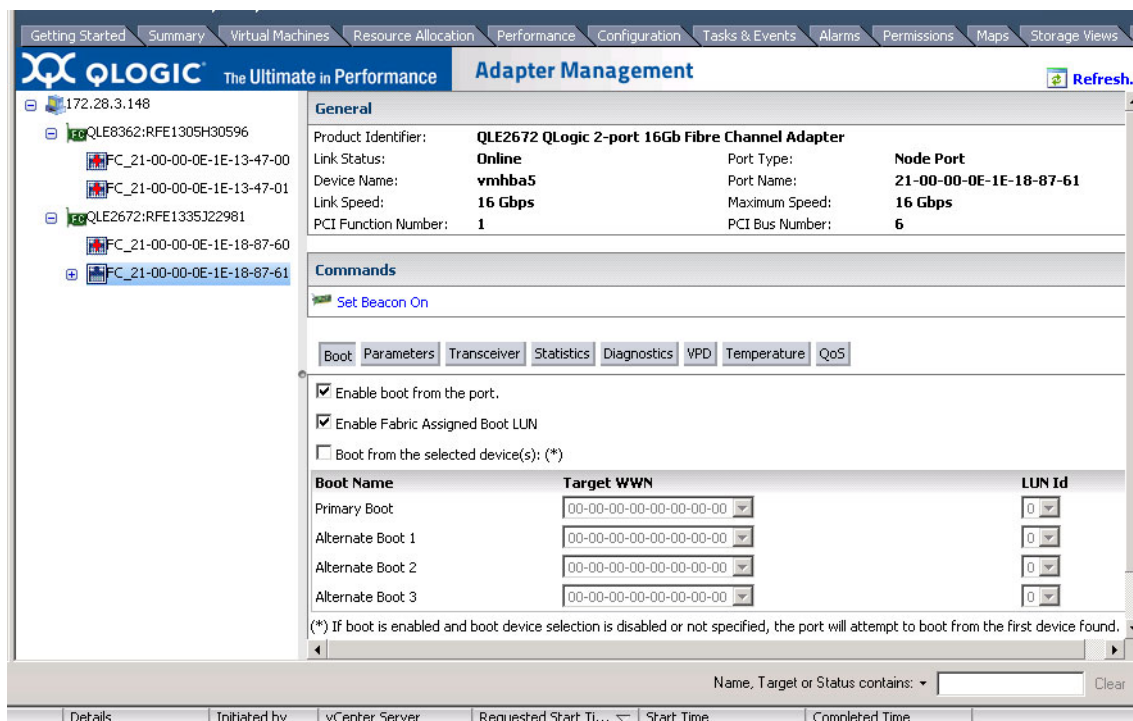 Getting Started Summary Virtual Machines Resource Allocation Performance Configuration Tasks & Events Alarms Permissions Maps Storage Views
QLOGIC The Ultimate in Performance Adapter Management Refresh.
172.28.3.148
QLE8362:RFE1305H30596
FC_21-00-00-0E-1E-13-47-00
FC_21-00-00-0E-1E-13-47-01
QLE2672:RFE1335J22981
FC_21-00-00-0E-1E-18-87-60
FC_21-00-00-0E-1E-18-87-61
General
Product Identifier: QLE2672 QLogic 2-port 16Gb Fibre Channel Adapter
Link Status: Online Port Type: Node Port
Device Name: vmhba5 Port Name: 21-00-00-0E-1E-18-87-61
Link Speed: 16 Gbps Maximum Speed: 16 Gbps
PCI Function Number: 1 PCI Bus Number: 6
Commands
Set Beacon On
Boot Parameters Transceiver Statistics Diagnostics VPD Temperature QoS
Enable boot from the port.
Enable Fabric Assigned Boot LUN
Boot from the selected device(s): (*)
Boot Name Target WWN LUN Id
Primary Boot 00-00-00-00-00-00-00-00 0
Alternate Boot 1 00-00-00-00-00-00-00-00 0
Alternate Boot 2 00-00-00-00-00-00-00-00 0
Alternate Boot 3 00-00-00-00-00-00-00-00 0
(*) If boot is enabled and boot device selection is disabled or not specified, the port will attempt to boot from the first device found.
Name, Target or Status contains: Clear
Details Initiated by vCenter Server Requested Start Ti... Start Time Completed Time